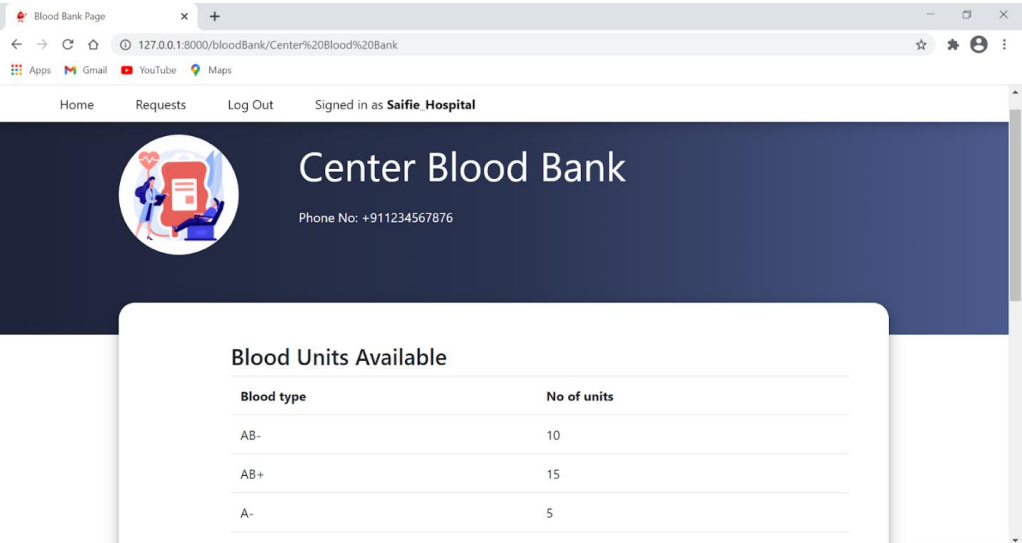 Blood Bank Page
127.0.0.1:8000/bloodBank/Center%20Blood%20Bank
Apps Gmail YouTube Maps
Home Requests Log Out Signed in as Saifie_Hospital
Center Blood Bank
Phone No: +911234567876
Blood Units Available
Blood type No of units
AB- 10
AB+ 15
A- 5